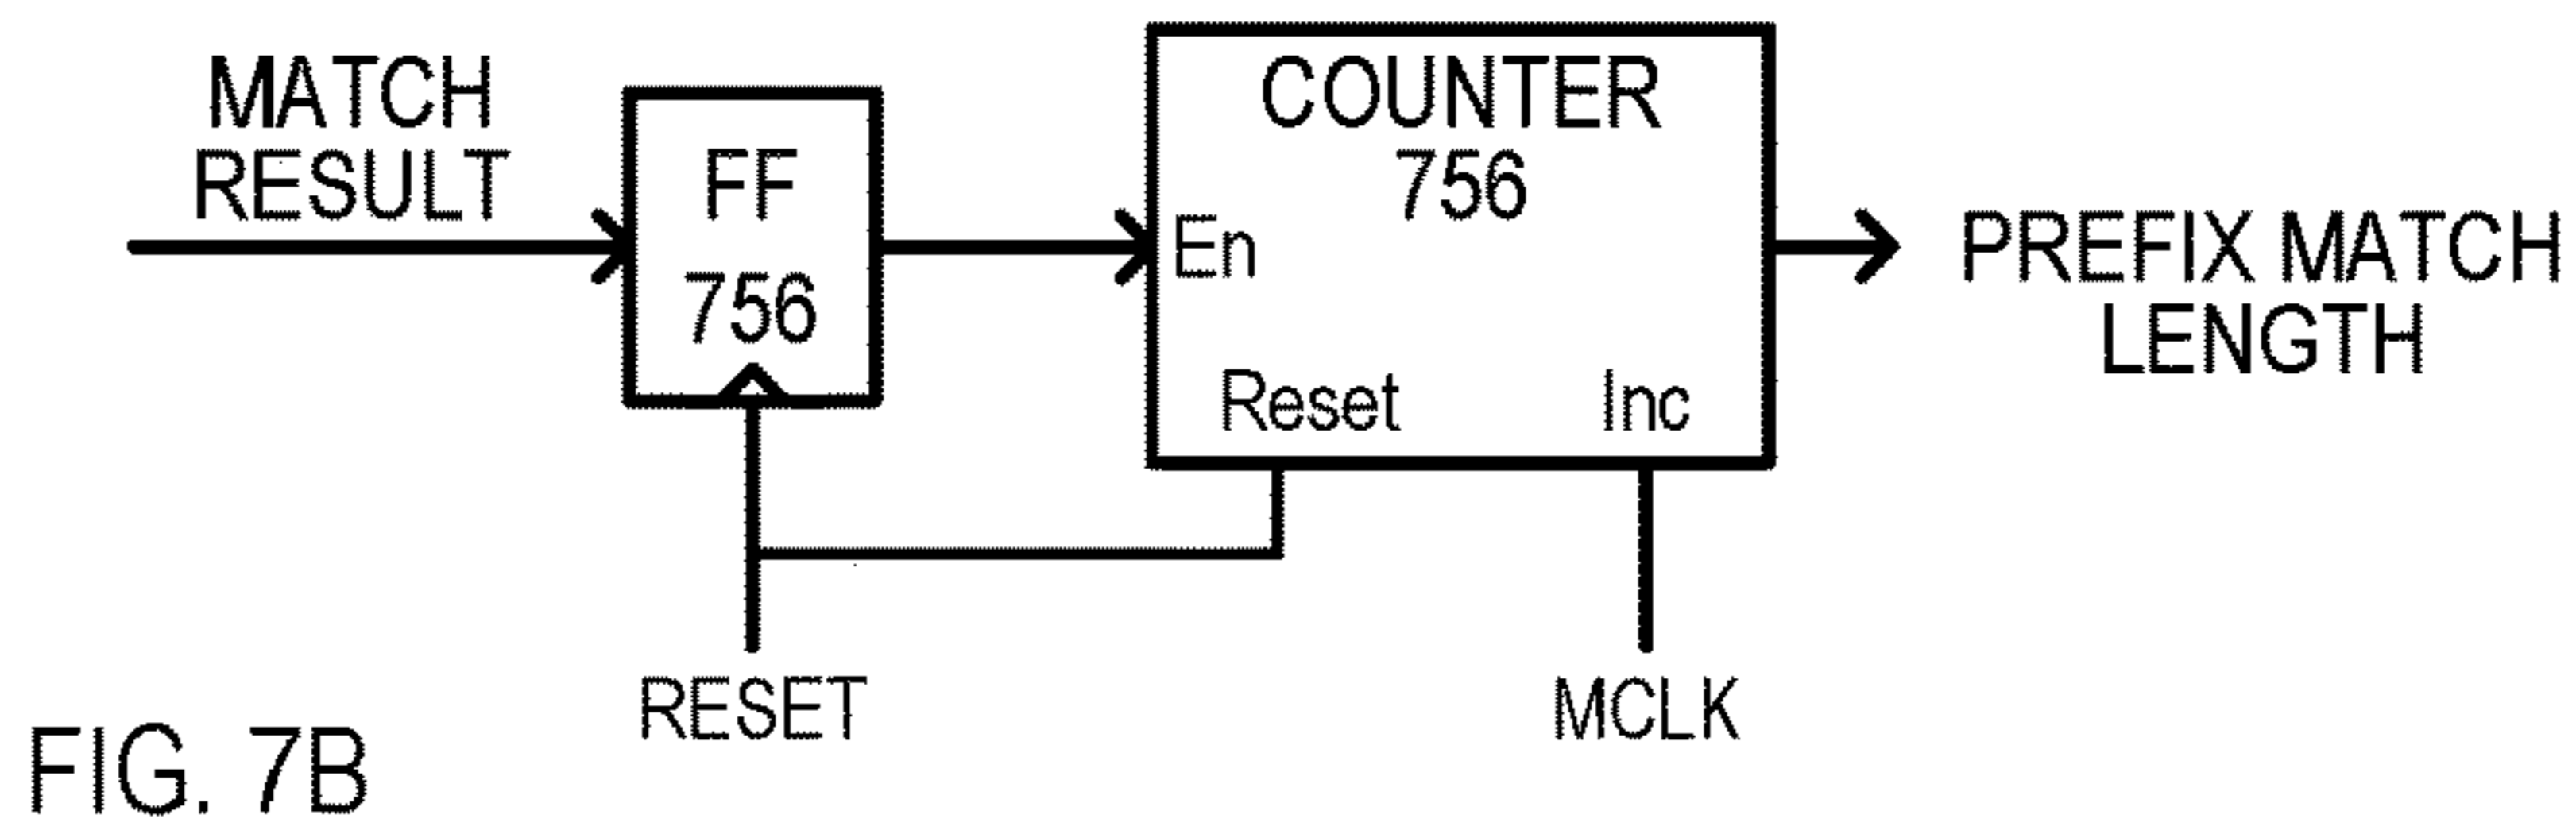 MATCH
RESULT
FF
756
COUNTER
756
En
Reset
Inc
PREFIX MATCH
LENGTH
RESET
MCLK
FIG. 7B